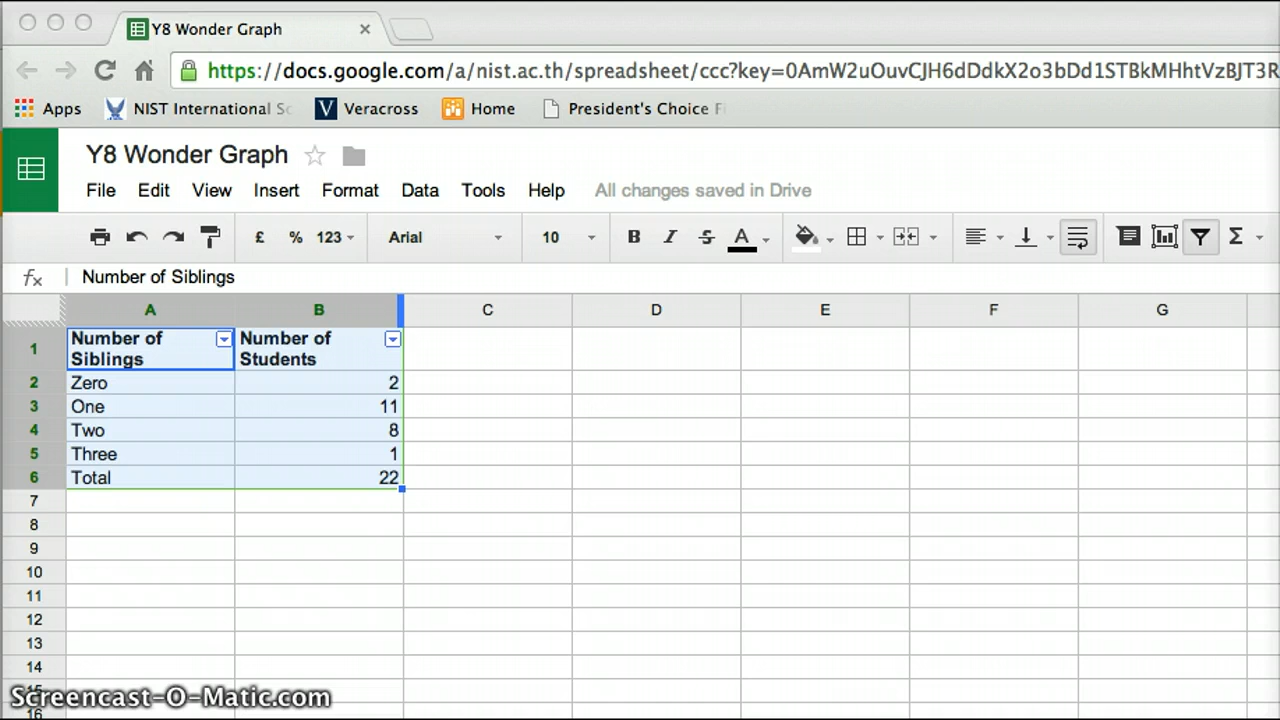 Y8 Wonder Graph
https://docs.google.com/a/nist.ac.th/spreadsheet/ccc?key=0AmW2uOuvCJH6dDdkX2o3bDd1STBkMHhtVzBJT3R
Apps NIST International Sc Veracross Home President's Choice F
Y8 Wonder Graph
File Edit View Insert Format Data Tools Help All changes saved in Drive
£ % 123 Arial 10 B I S A Σ
fx Number of Siblings
A B C D E F G
1 Number of Siblings Number of Students
2 Zero 2
3 One 11
4 Two 8
5 Three 1
6 Total 22
7
8
9
10
11
12
13
14
15
Screencast-O-Matic.com
16